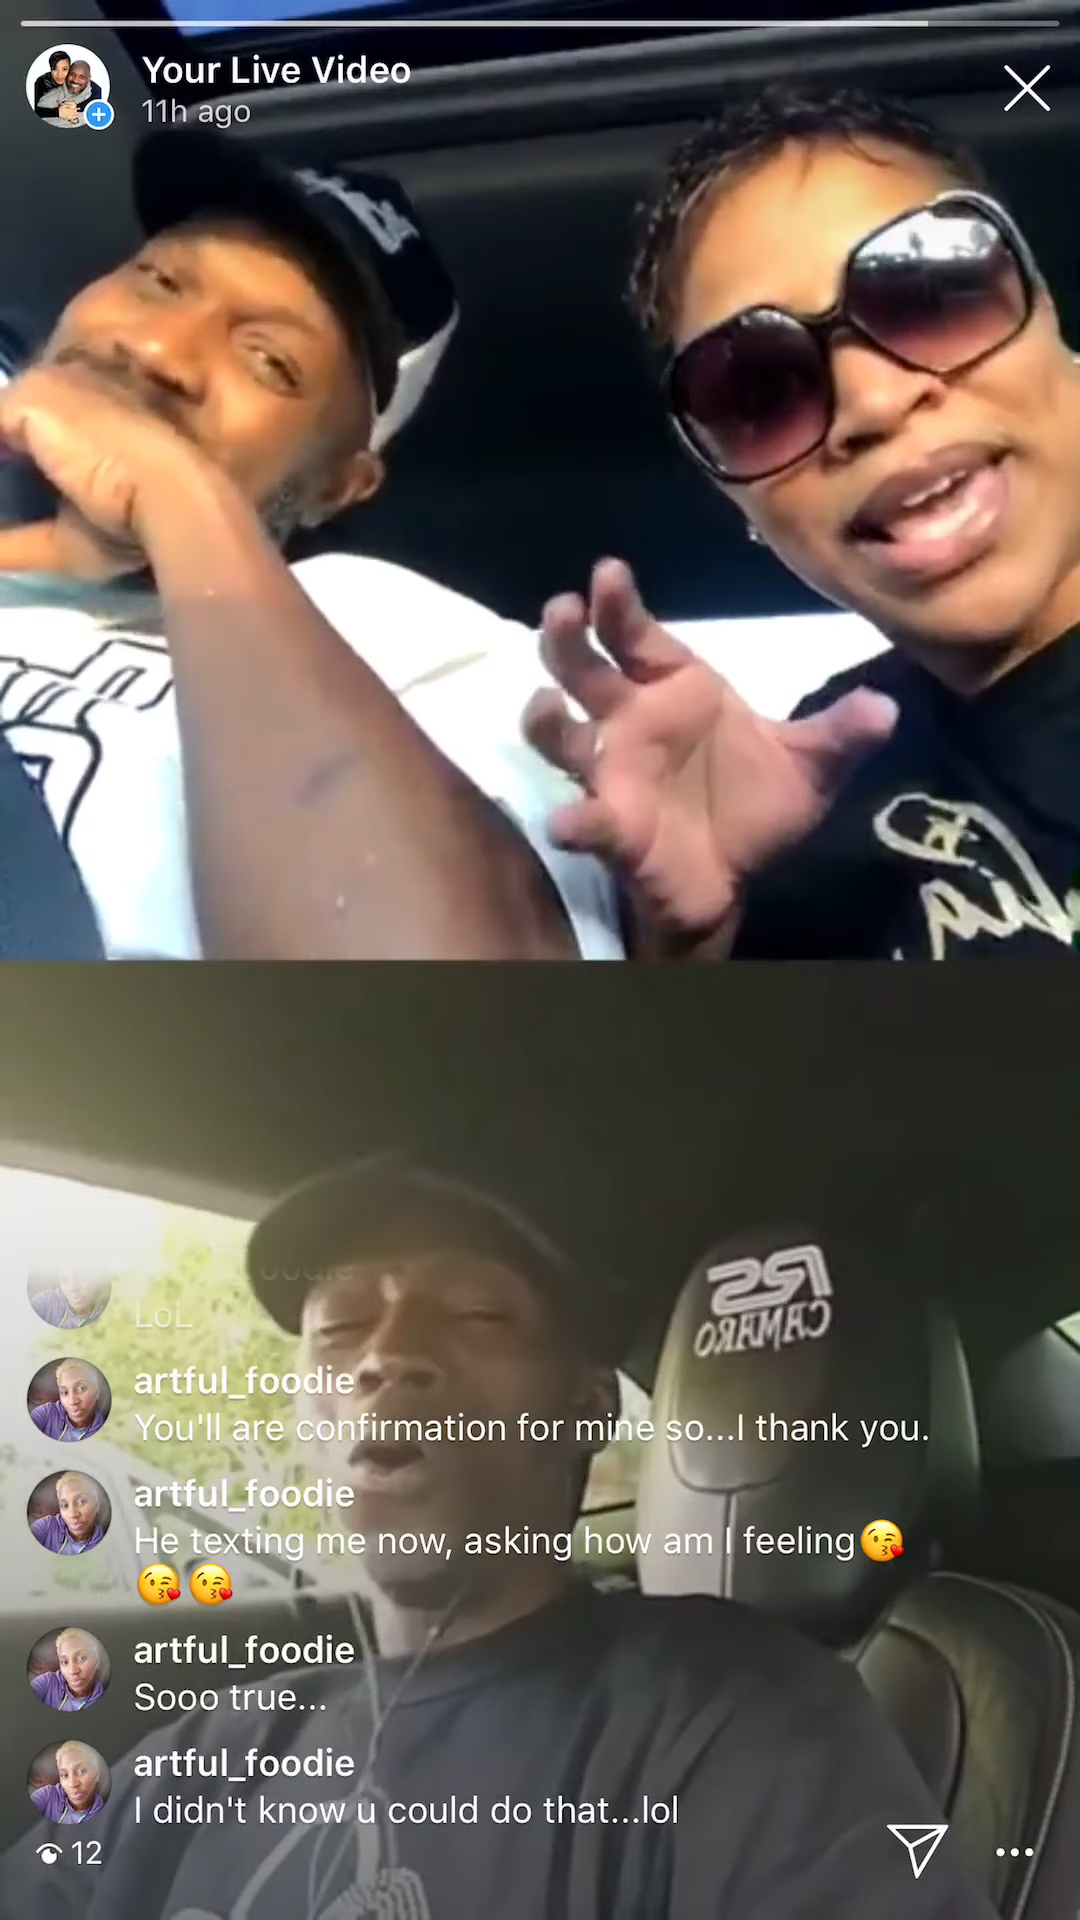 Your Live Video
11h ago
RS
CAMARO
LoL
artful_foodie
You'll are confirmation for mine so...I thank you.
artful_foodie
He texting me now, asking how am I feeling😘
😘😘
artful_foodie
Sooo true...
artful_foodie
I didn't know u could do that...lol
12